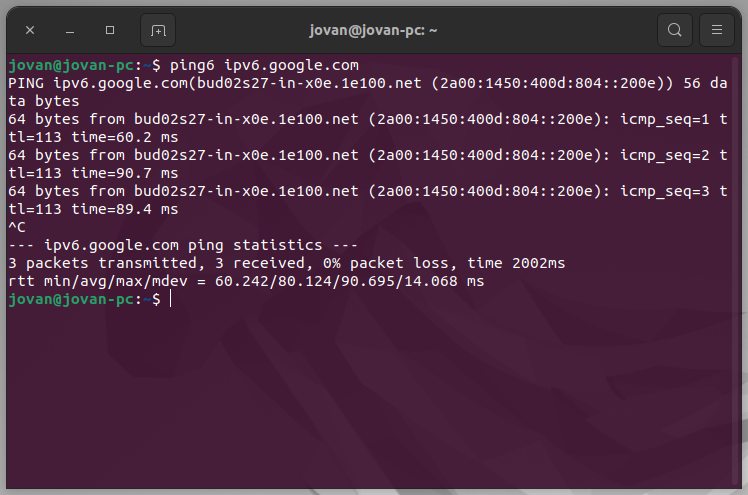 jovan@jovan-pc: ~
jovan@jovan-pc:~$ ping6 ipv6.google.com
PING ipv6.google.com(bud02s27-in-x0e.1e100.net (2a00:1450:400d:804::200e)) 56 da
ta bytes
64 bytes from bud02s27-in-x0e.1e100.net (2a00:1450:400d:804::200e): icmp_seq=1 t
tl=113 time=60.2 ms
64 bytes from bud02s27-in-x0e.1e100.net (2a00:1450:400d:804::200e): icmp_seq=2 t
tl=113 time=90.7 ms
64 bytes from bud02s27-in-x0e.1e100.net (2a00:1450:400d:804::200e): icmp_seq=3 t
tl=113 time=89.4 ms
^C
--- ipv6.google.com ping statistics ---
3 packets transmitted, 3 received, 0% packet loss, time 2002ms
rtt min/avg/max/mdev = 60.242/80.124/90.695/14.068 ms
jovan@jovan-pc:~$